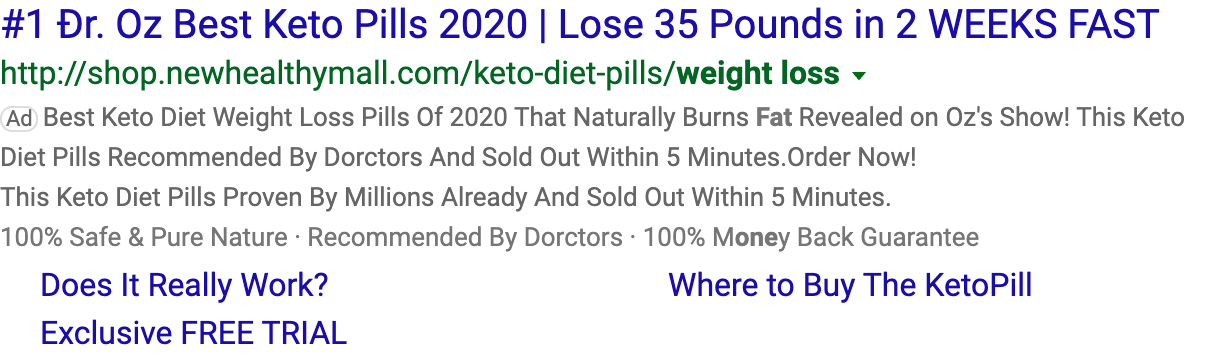 #1 Đr. Oz Best Keto Pills 2020 | Lose 35 Pounds in 2 WEEKS FAST
http://shop.newhealthymall.com/keto-diet-pills/weight loss
Ad Best Keto Diet Weight Loss Pills Of 2020 That Naturally Burns Fat Revealed on Oz's Show! This Keto
Diet Pills Recommended By Dorctors And Sold Out Within 5 Minutes.Order Now!
This Keto Diet Pills Proven By Millions Already And Sold Out Within 5 Minutes.
100% Safe & Pure Nature · Recommended By Dorctors · 100% Money Back Guarantee
Does It Really Work? Where to Buy The KetoPill
Exclusive FREE TRIAL